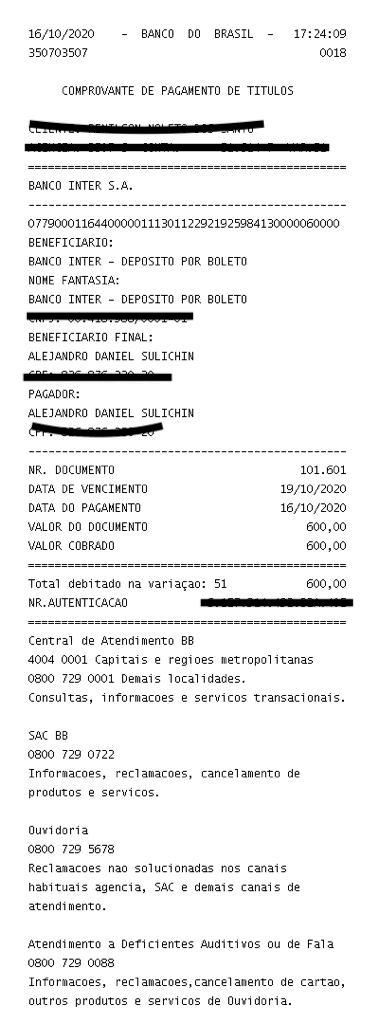 16/10/2020 - BANCO DO BRASIL - 17:24:09
350703507 0018
COMPROVANTE DE PAGAMENTO DE TITULOS
================================================
BANCO INTER S.A.
------------------------------------------------
07790001164400000111301122921925984130000060000
BENEFICIARIO:
BANCO INTER - DEPOSITO POR BOLETO
NOME FANTASIA:
BANCO INTER - DEPOSITO POR BOLETO
BENEFICIARIO FINAL:
ALEJANDRO DANIEL SULICHIN
PAGADOR:
ALEJANDRO DANIEL SULICHIN
------------------------------------------------
NR. DOCUMENTO 101.601
DATA DE VENCIMENTO 19/10/2020
DATA DO PAGAMENTO 16/10/2020
VALOR DO DOCUMENTO 600,00
VALOR COBRADO 600,00
================================================
Total debitado na variaçao: 51 600,00
NR.AUTENTICACAO
================================================
Central de Atendimento BB
4004 0001 Capitais e regioes metropolitanas
0800 729 0001 Demais localidades.
Consultas, informacoes e servicos transacionais.
SAC BB
0800 729 0722
Informacoes, reclamacoes, cancelamento de
produtos e servicos.
Ouvidoria
0800 729 5678
Reclamacoes nao solucionadas nos canais
habituais agencia, SAC e demais canais de
atendimento.
Atendimento a Deficientes Auditivos ou de Fala
0800 729 0088
Informacoes, reclamacoes,cancelamento de cartao,
outros produtos e servicos de Ouvidoria.